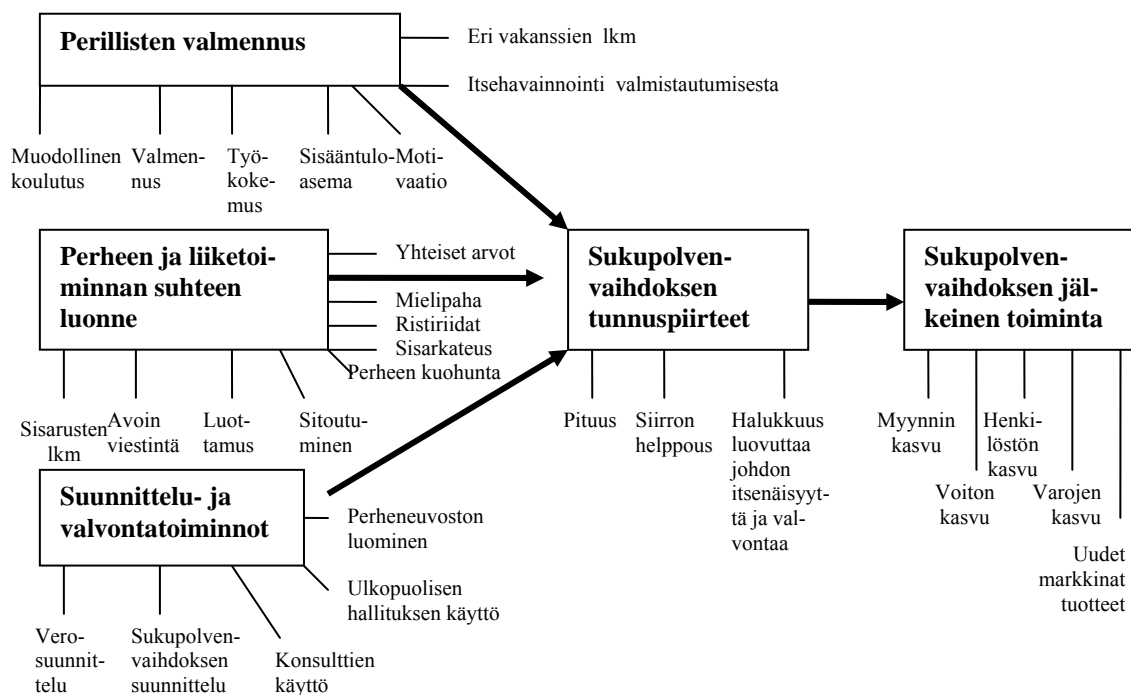 Perillisten valmennus
Eri vakanssien lkm
Itsehavainnointi valmistautumisesta
Muodollinen
koulutus
Valmen-
nus
Työ-
koke-
mus
Sisääntulo-
asema
Moti-
vaatio
Perheen ja liiketoi-
minnan suhteen
luonne
Yhteiset arvot
Mielipaha
Ristiriidat
Sisarkateus
Perheen kuohunta
Sisarusten
lkm
Avoin
viestintä
Luot-
tamus
Sitoutu-
minen
Suunnittelu- ja
valvontatoiminnot
Perheneuvoston
luominen
Ulkopuolisen
hallituksen käyttö
Vero-
suunnit-
telu
Sukupolven-
vaihdoksen
suunnittelu
Konsulttien
käyttö
Sukupolven-
vaihdoksen
tunnuspiirteet
Pituus
Siirron
helppous
Halukkuus
luovuttaa
johdon
itsenäisyyt-
tä ja val-
vontaa
Sukupolven-
vaihdoksen jäl-
keinen toiminta
Myynnin
kasvu
Voiton
kasvu
Henki-
löstön
kasvu
Varojen
kasvu
Uudet
markkinat
tuotteet